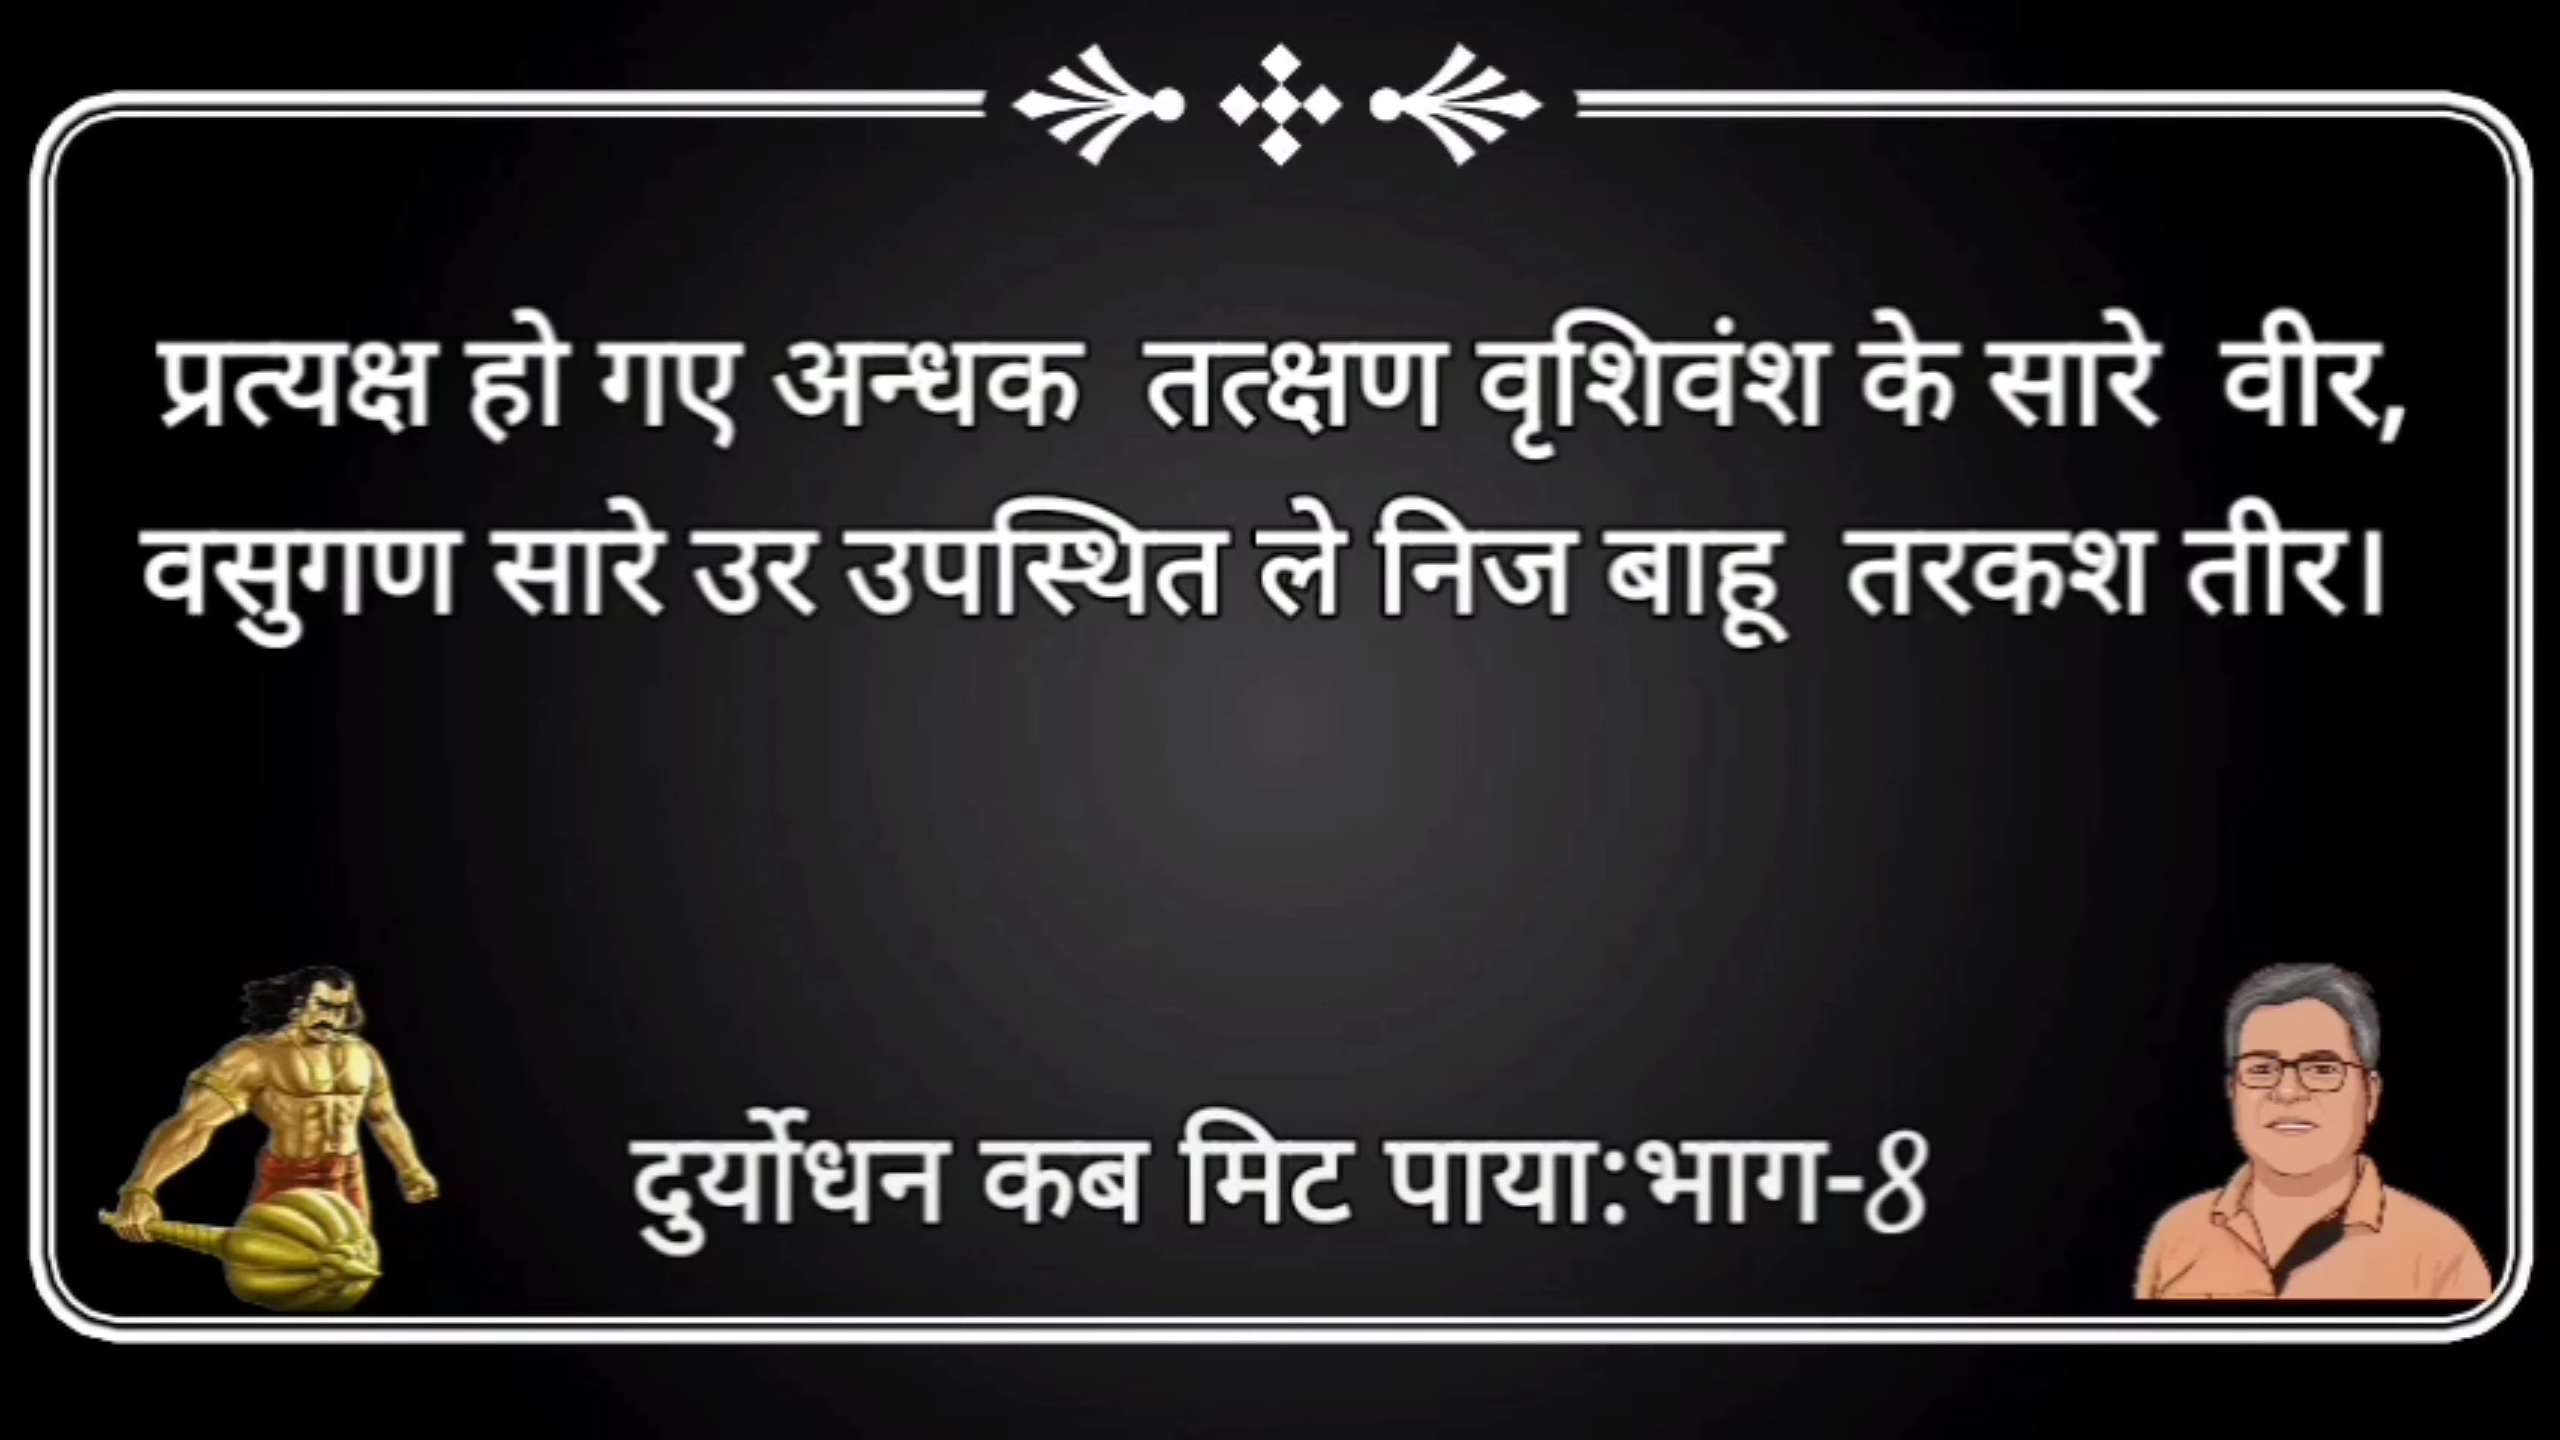 प्रत्यक्ष हो गए अन्धक तत्क्षण वृशिवंश के सारे वीर,
वसुगण सारे उर उपस्थित ले निज बाहू तरकश तीर।
दुर्योधन कब मिट पाया:भाग-8